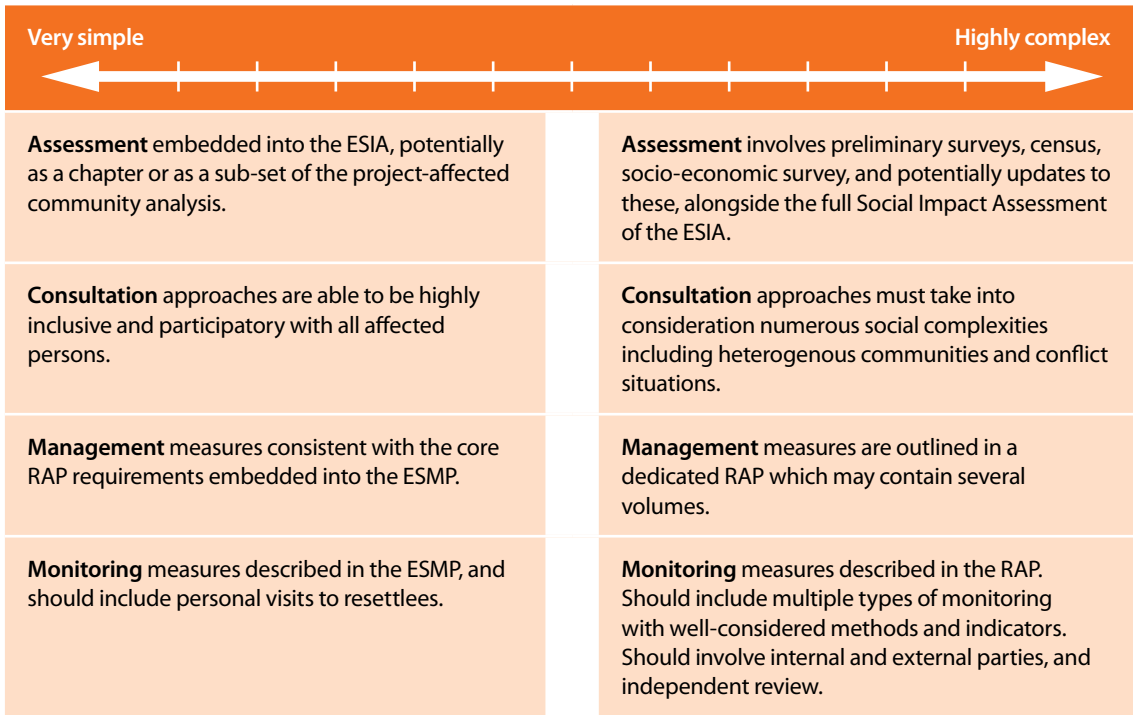 Very simple
Highly complex
Assessment embedded into the ESIA, potentially
as a chapter or as a sub-set of the project-affected
community analysis.
Assessment involves preliminary surveys, census,
socio-economic survey, and potentially updates to
these, alongside the full Social Impact Assessment
of the ESIA.
Consultation approaches are able to be highly
inclusive and participatory with all affected
persons.
Consultation approaches must take into
consideration numerous social complexities
including heterogenous communities and conflict
situations.
Management measures consistent with the core
RAP requirements embedded into the ESMP.
Management measures are outlined in a
dedicated RAP which may contain several
volumes.
Monitoring measures described in the ESMP, and
should include personal visits to resettlees.
Monitoring measures described in the RAP.
Should include multiple types of monitoring
with well-considered methods and indicators.
Should involve internal and external parties, and
independent review.